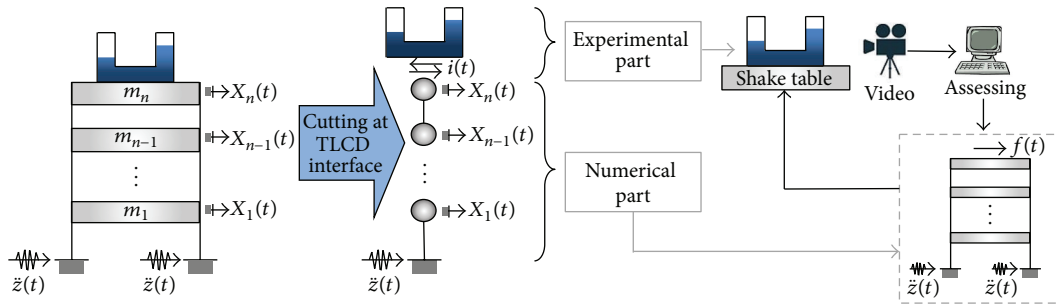 m_n
X_n(t)
m_{n−1}
X_{n−1}(t)
m_1
X_1(t)
z̈(t)
z̈(t)
Cutting at
TLCD
interface
i(t)
X_n(t)
X_{n−1}(t)
X_1(t)
z̈(t)
Experimental
part
Numerical
part
Shake table
Video
Assessing
f(t)
z̈(t)
z̈(t)